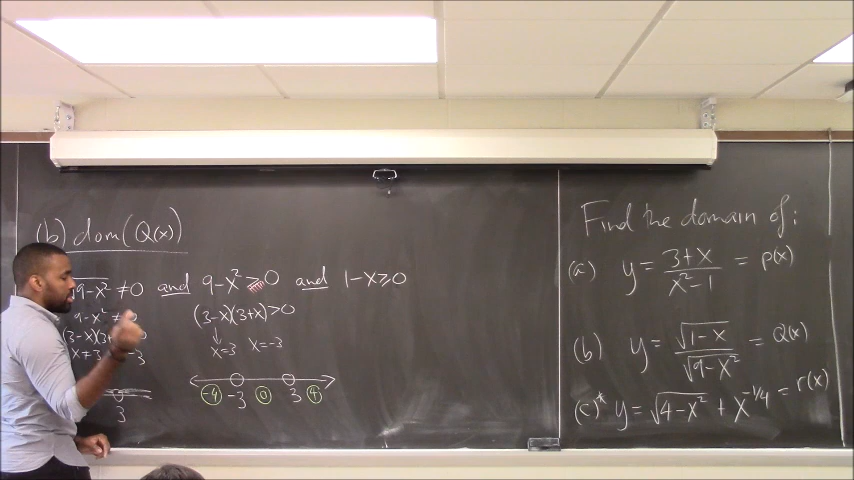 (b) dom(Q(x))
√9-x² ≠0 and 9-x² ≥0 and 1-x≥0
9-x² ≠0 (3-x)(3+x)>0
x≠3 -3 x=3 x=-3
-4 -3 0 3 4
3
Find the domain of:
(a) y = (3+x)/(x²-1) = p(x)
(b) y = √(1-x)/√(9-x²) = Q(x)
(c)* y = √4-x² + x^(-1/4) = r(x)